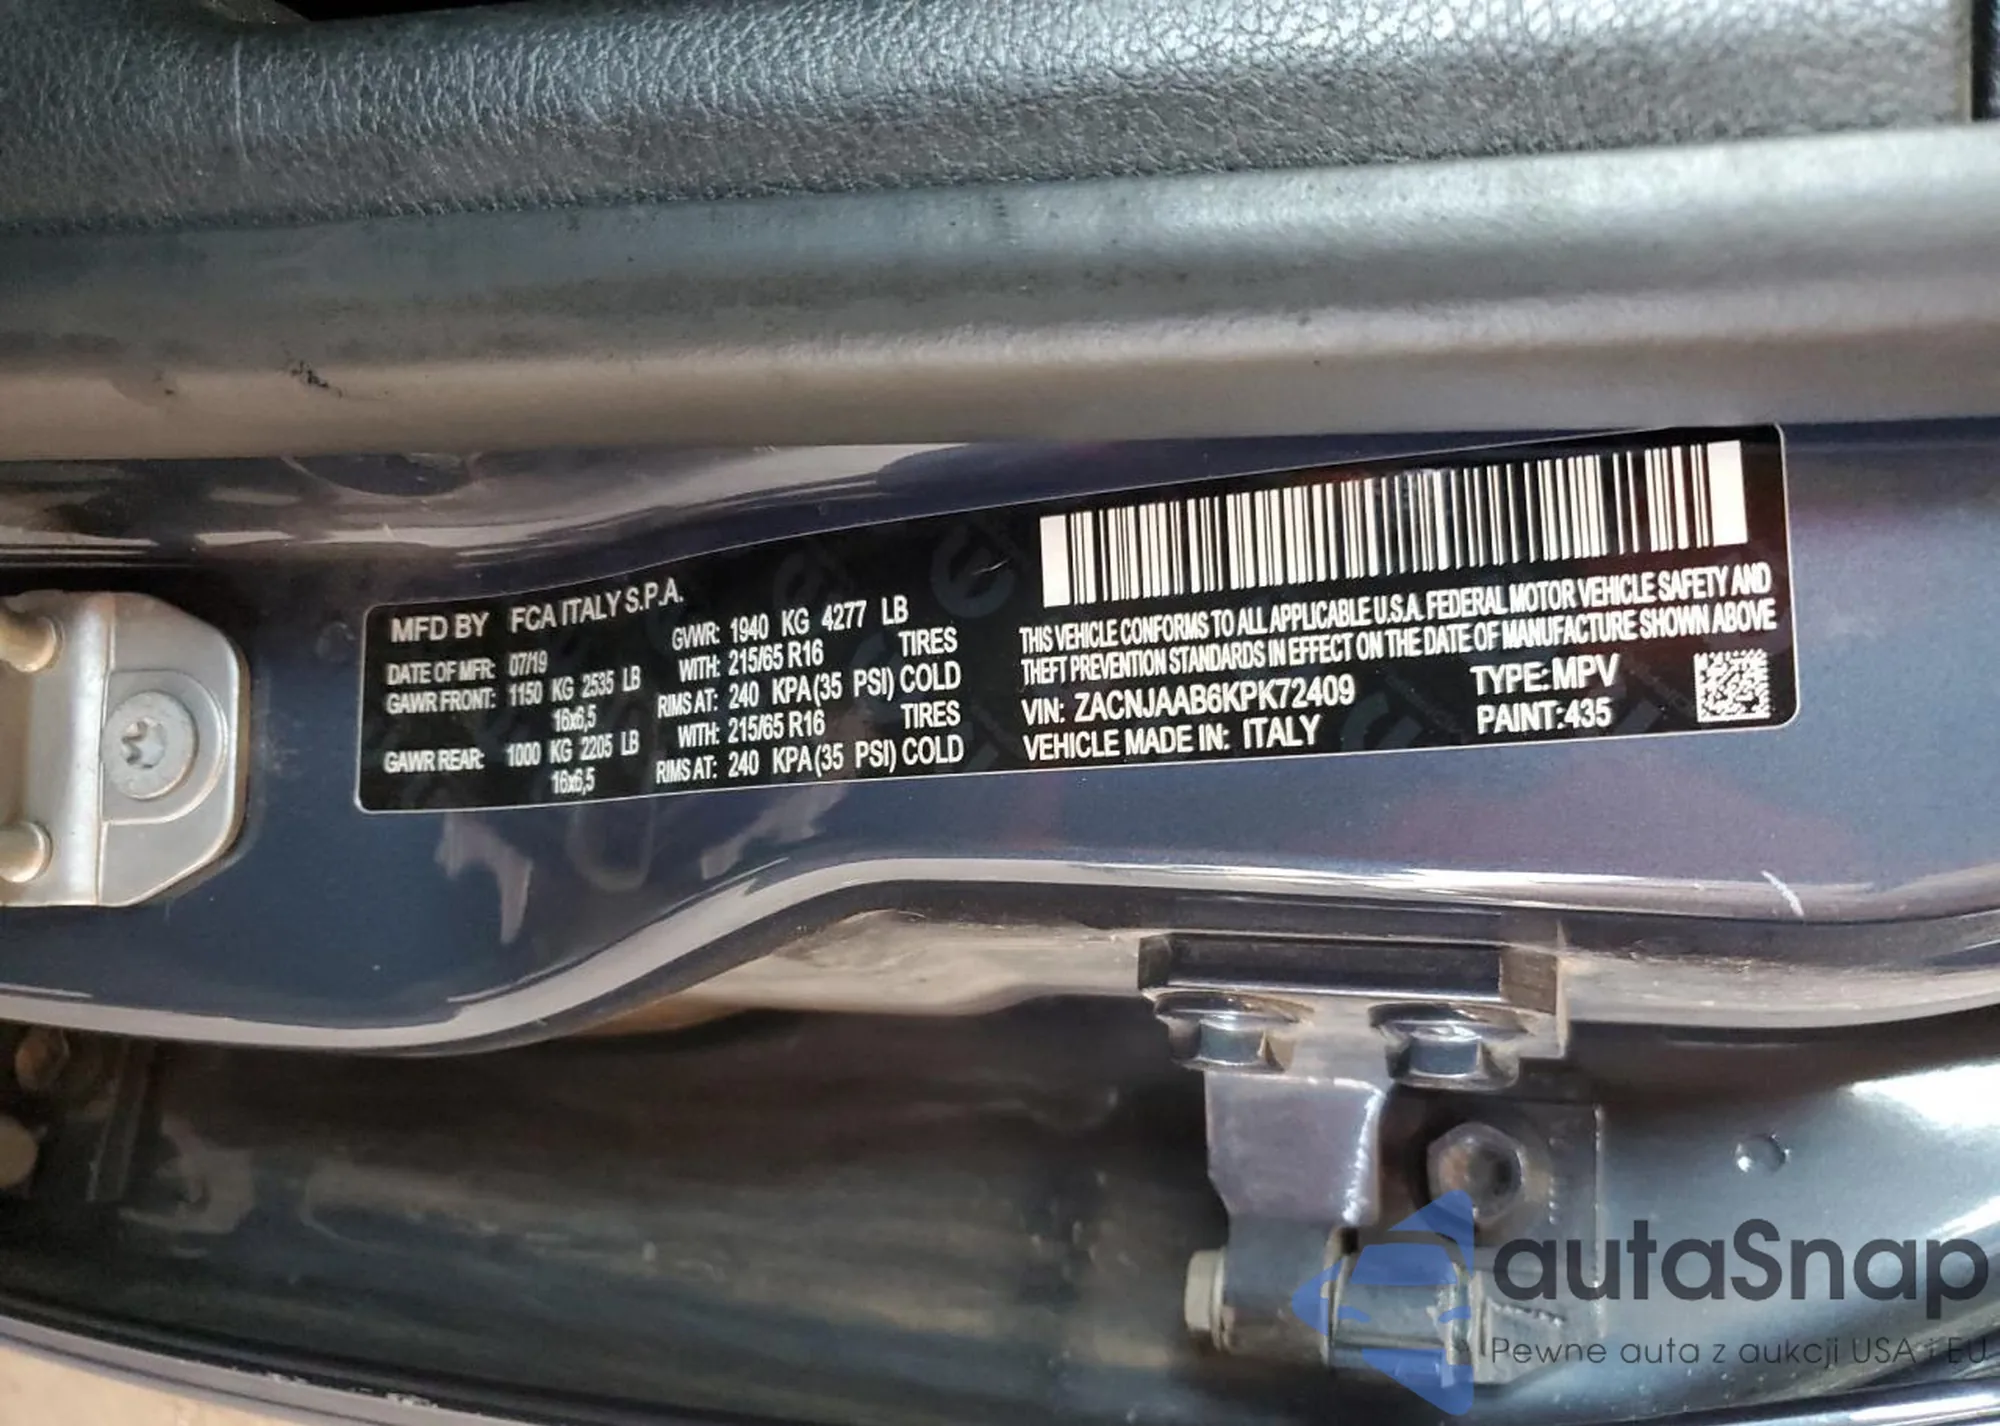 MFD BY FCA ITALY S.P.A.
DATE OF MFR: 07/19 GVWR: 1940 KG 4277 LB
GAWR FRONT: 1150 KG 2535 LB WITH: 215/65 R16 TIRES
16x6,5 RIMS AT: 240 KPA(35 PSI) COLD
GAWR REAR: 1000 KG 2205 LB WITH: 215/65 R16 TIRES
16x6,5 RIMS AT: 240 KPA(35 PSI) COLD
THIS VEHICLE CONFORMS TO ALL APPLICABLE U.S.A. FEDERAL MOTOR VEHICLE SAFETY AND
THEFT PREVENTION STANDARDS IN EFFECT ON THE DATE OF MANUFACTURE SHOWN ABOVE
VIN: ZACNJAAB6KPK72409 TYPE: MPV
VEHICLE MADE IN: ITALY PAINT: 435
autaSnap
Pewne auta z aukcji USA i EU